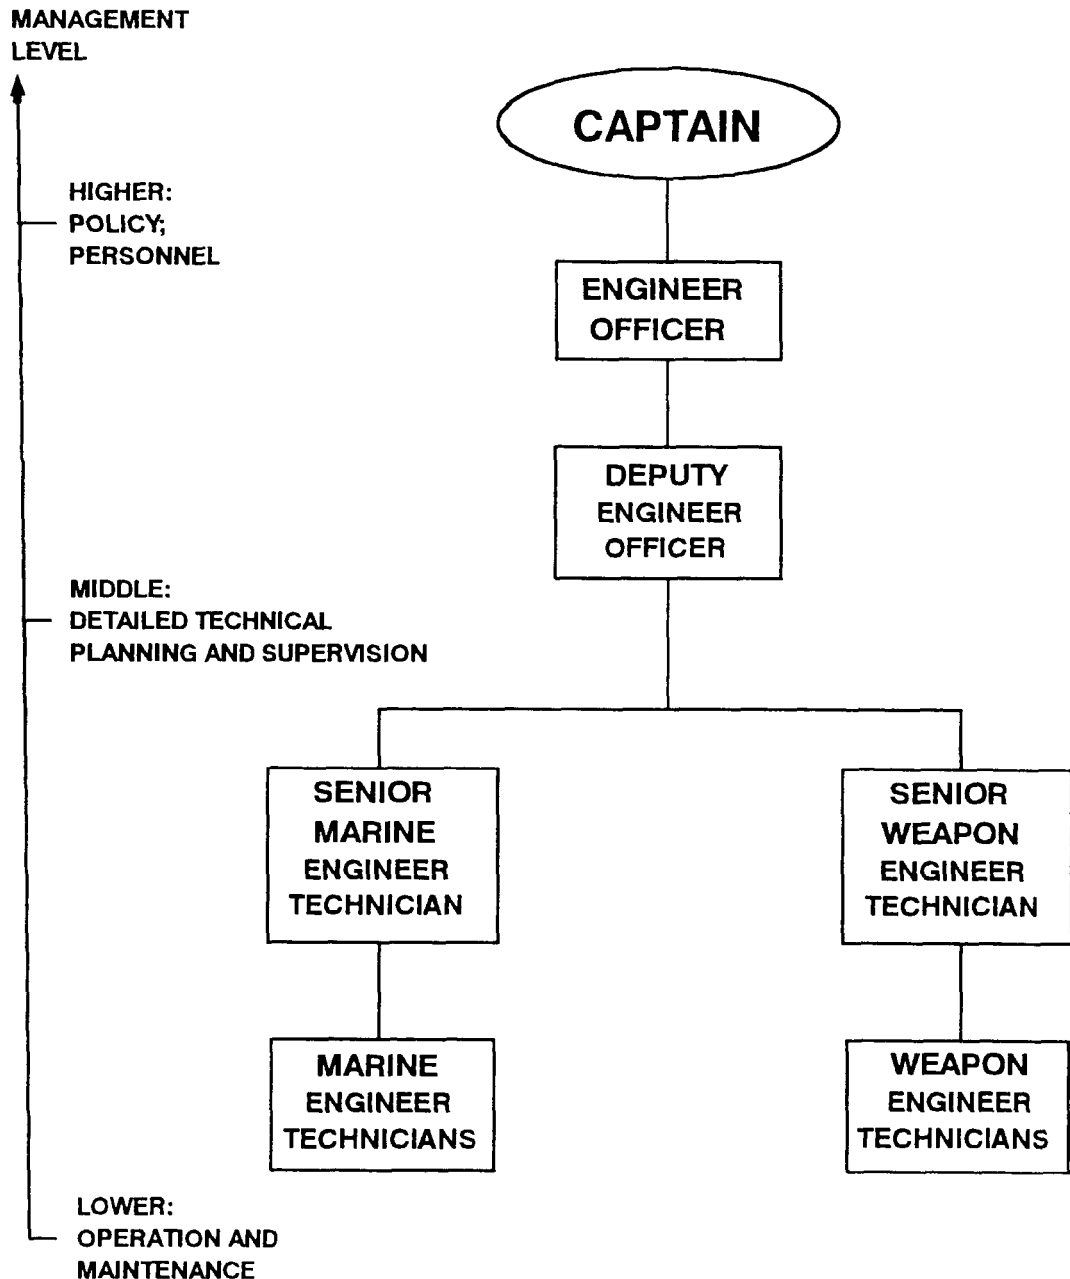 MANAGEMENT
LEVEL
CAPTAIN
HIGHER:
POLICY;
PERSONNEL
ENGINEER
OFFICER
DEPUTY
ENGINEER
OFFICER
MIDDLE:
DETAILED TECHNICAL
PLANNING AND SUPERVISION
SENIOR
MARINE
ENGINEER
TECHNICIAN
SENIOR
WEAPON
ENGINEER
TECHNICIAN
MARINE
ENGINEER
TECHNICIANS
WEAPON
ENGINEER
TECHNICIANS
LOWER:
OPERATION AND
MAINTENANCE